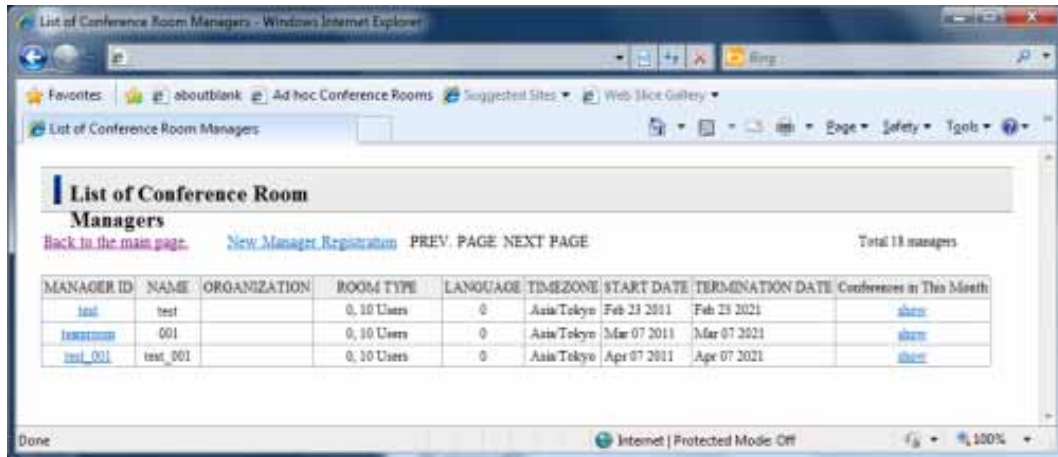 List of Conference Room Managers - Windows Internet Explorer
Bing
Favorites aboutblank Ad hoc Conference Rooms Suggested Sites Web Slice Gallery
List of Conference Room Managers Page Safety Tools
List of Conference Room
Managers
Back to the main page. New Manager Registration PREV. PAGE NEXT PAGE Total 18 managers
MANAGER ID NAME ORGANIZATION ROOM TYPE LANGUAGE TIMEZONE START DATE TERMINATION DATE Conferences in This Month
test test 0, 10 Users 0 Asia/Tokyo Feb 23 2011 Feb 23 2021 show
001 0, 10 Users 0 Asia/Tokyo Mar 07 2011 Mar 07 2021 show
test_001 test_001 0, 10 Users 0 Asia/Tokyo Apr 07 2011 Apr 07 2021 show
Done Internet | Protected Mode: Off 100%